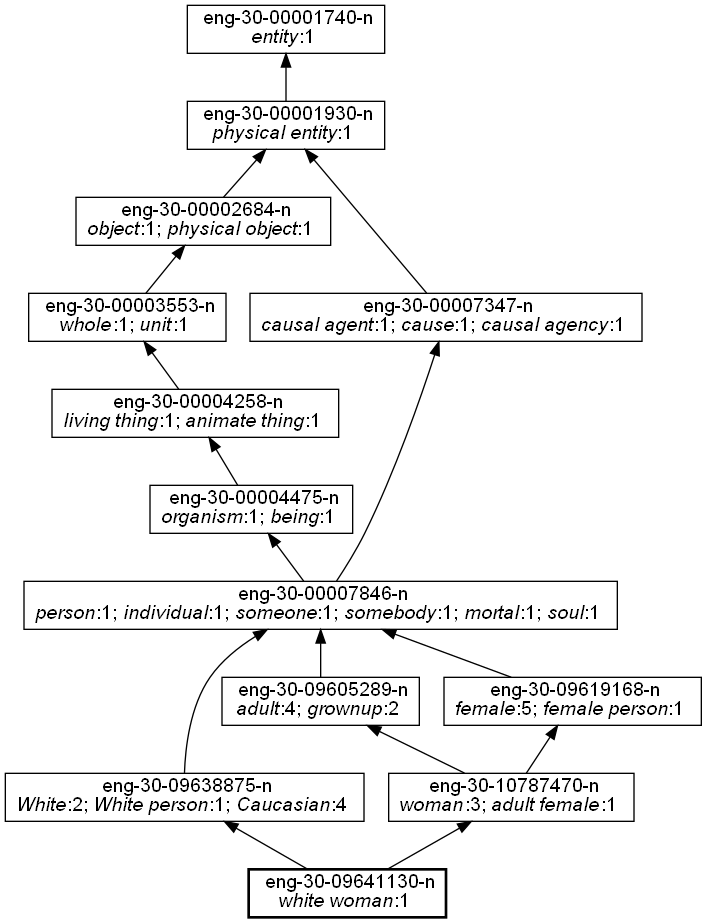 eng-30-00001740-n
entity:1
eng-30-00001930-n
physical entity:1
eng-30-00002684-n
object:1; physical object:1
eng-30-00003553-n
whole:1; unit:1
eng-30-00007347-n
causal agent:1; cause:1; causal agency:1
eng-30-00004258-n
living thing:1; animate thing:1
eng-30-00004475-n
organism:1; being:1
eng-30-00007846-n
person:1; individual:1; someone:1; somebody:1; mortal:1; soul:1
eng-30-09605289-n
adult:4; grownup:2
eng-30-09619168-n
female:5; female person:1
eng-30-09638875-n
White:2; White person:1; Caucasian:4
eng-30-10787470-n
woman:3; adult female:1
eng-30-09641130-n
white woman:1